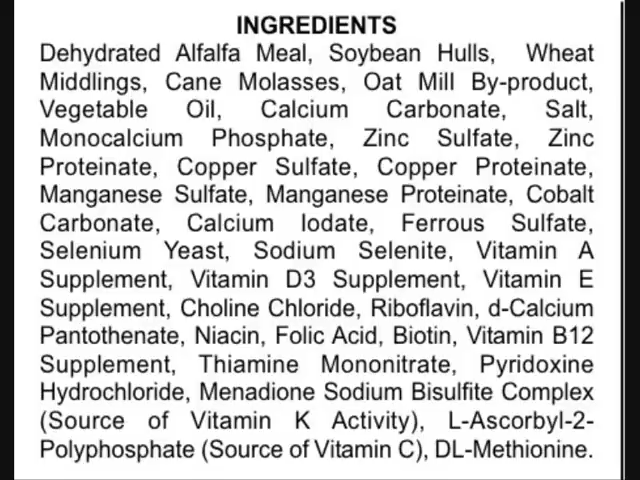 INGREDIENTS
Dehydrated Alfalfa Meal, Soybean Hulls, Wheat
Middlings, Cane Molasses, Oat Mill By-product,
Vegetable Oil, Calcium Carbonate, Salt,
Monocalcium Phosphate, Zinc Sulfate, Zinc
Proteinate, Copper Sulfate, Copper Proteinate,
Manganese Sulfate, Manganese Proteinate, Cobalt
Carbonate, Calcium Iodate, Ferrous Sulfate,
Selenium Yeast, Sodium Selenite, Vitamin A
Supplement, Vitamin D3 Supplement, Vitamin E
Supplement, Choline Chloride, Riboflavin, d-Calcium
Pantothenate, Niacin, Folic Acid, Biotin, Vitamin B12
Supplement, Thiamine Mononitrate, Pyridoxine
Hydrochloride, Menadione Sodium Bisulfite Complex
(Source of Vitamin K Activity), L-Ascorbyl-2-
Polyphosphate (Source of Vitamin C), DL-Methionine.